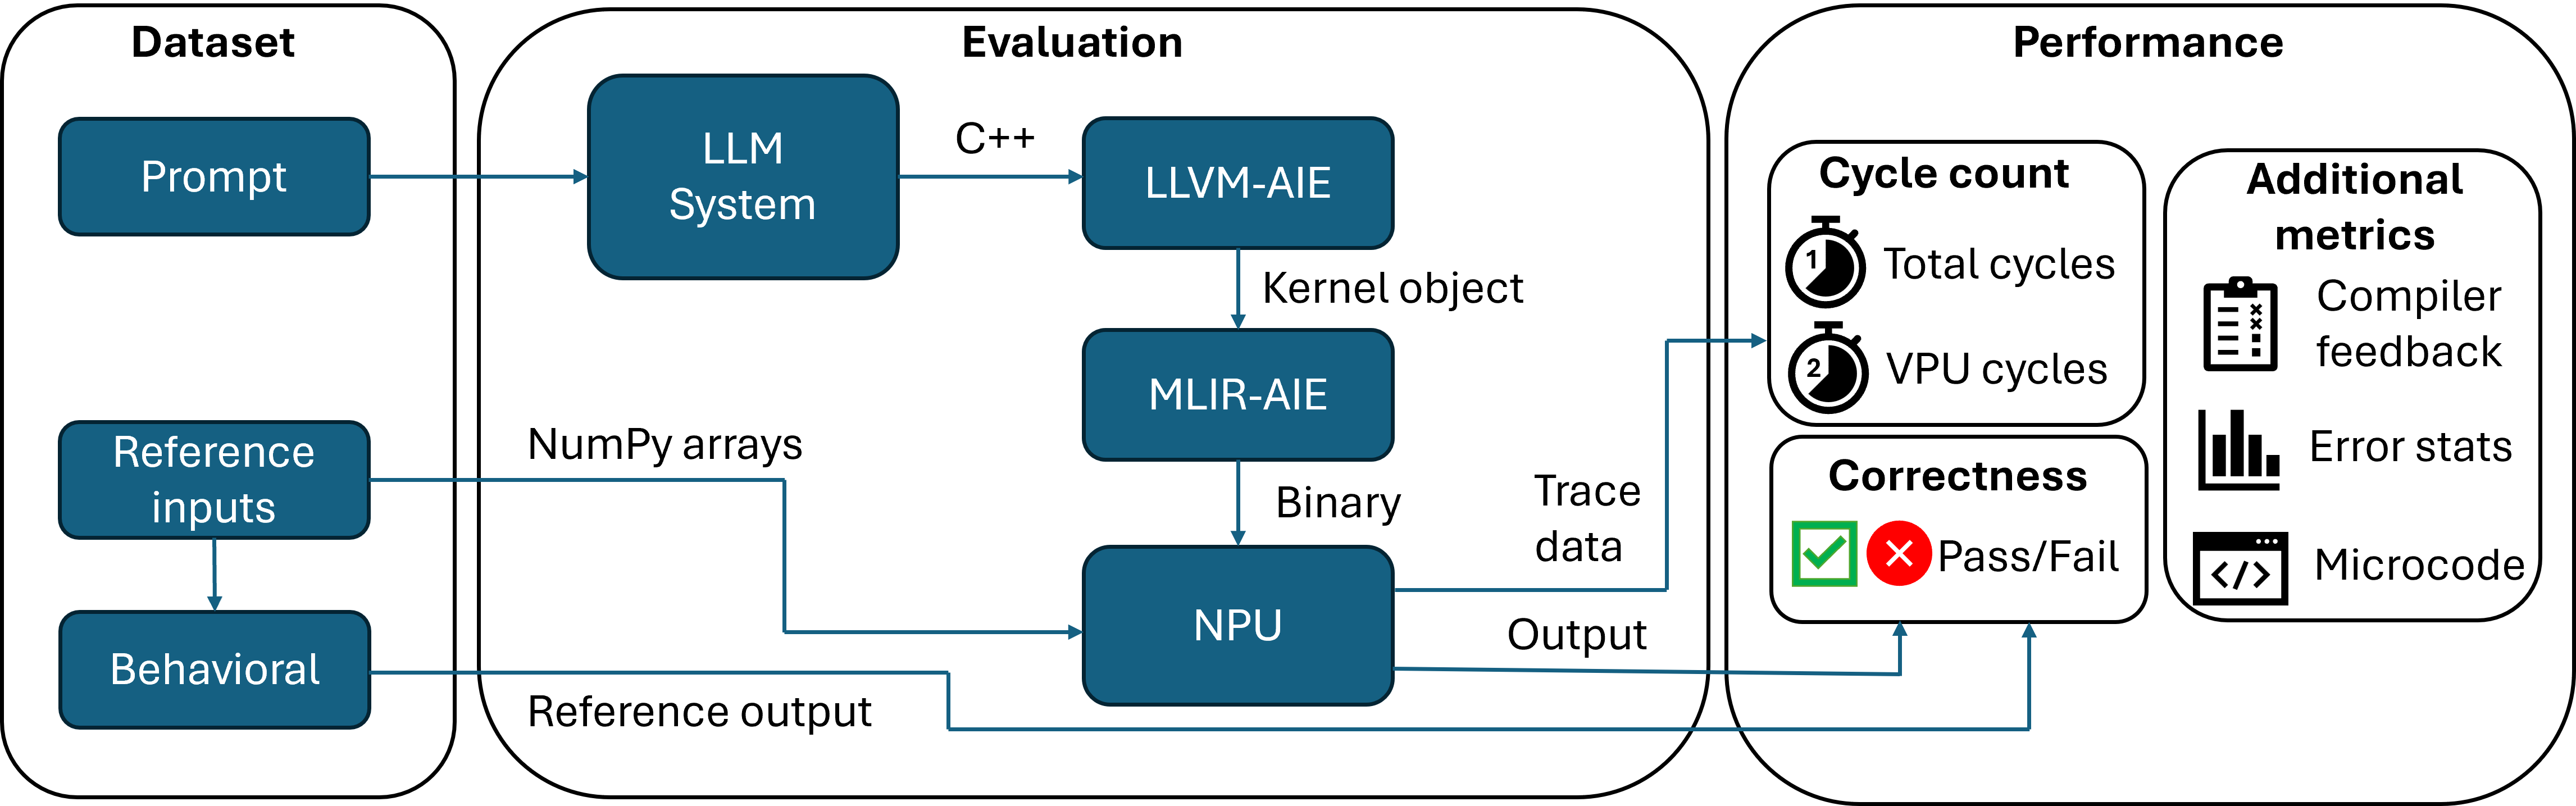 Dataset
Prompt
Reference
inputs
Behavioral
Evaluation
LLM
System
C++
LLVM-AIE
Kernel object
MLIR-AIE
NumPy arrays
Binary
NPU
Trace
data
Output
Reference output
Performance
Cycle count
1
Total cycles
2
VPU cycles
Correctness
Pass/Fail
Additional
metrics
Compiler
feedback
Error stats
</>
Microcode